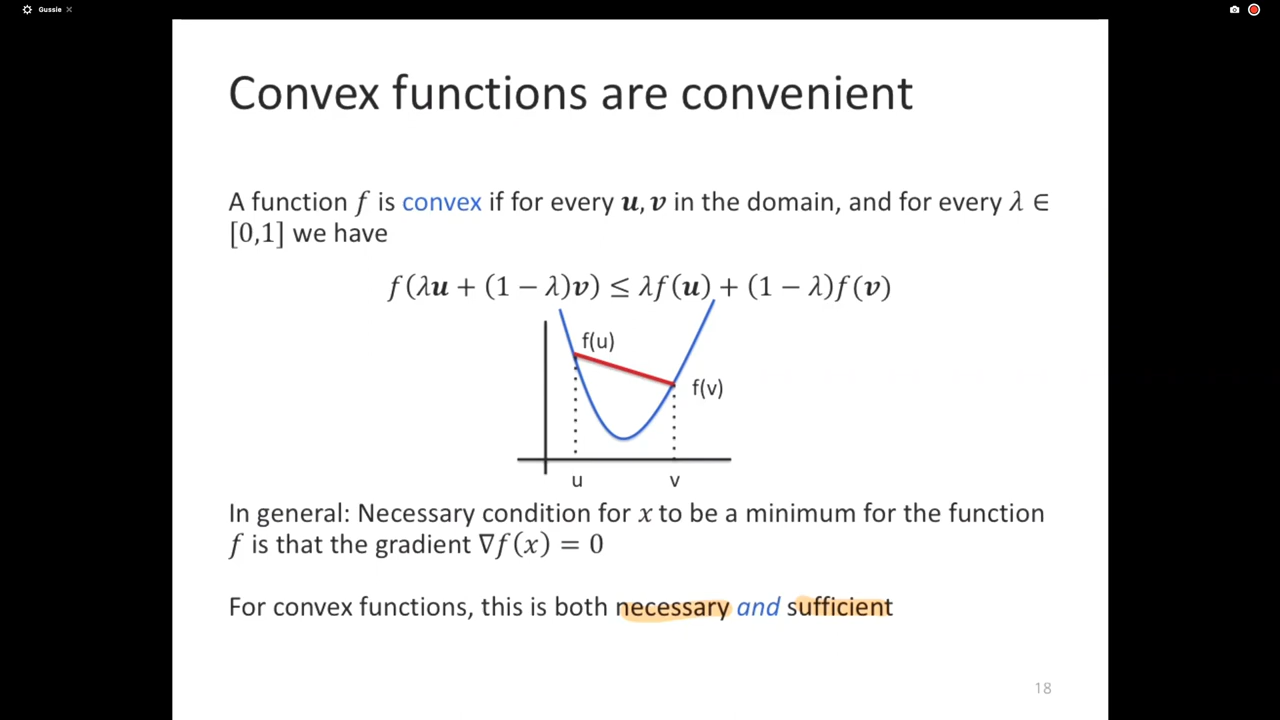 Gussie
Convex functions are convenient
A function f is convex if for every u, v in the domain, and for every λ ∈
[0,1] we have
f(λu + (1 − λ)v) ≤ λf(u) + (1 − λ)f(v)
f(u)
f(v)
u v
In general: Necessary condition for x to be a minimum for the function
f is that the gradient ∇f(x) = 0
For convex functions, this is both necessary and sufficient
18